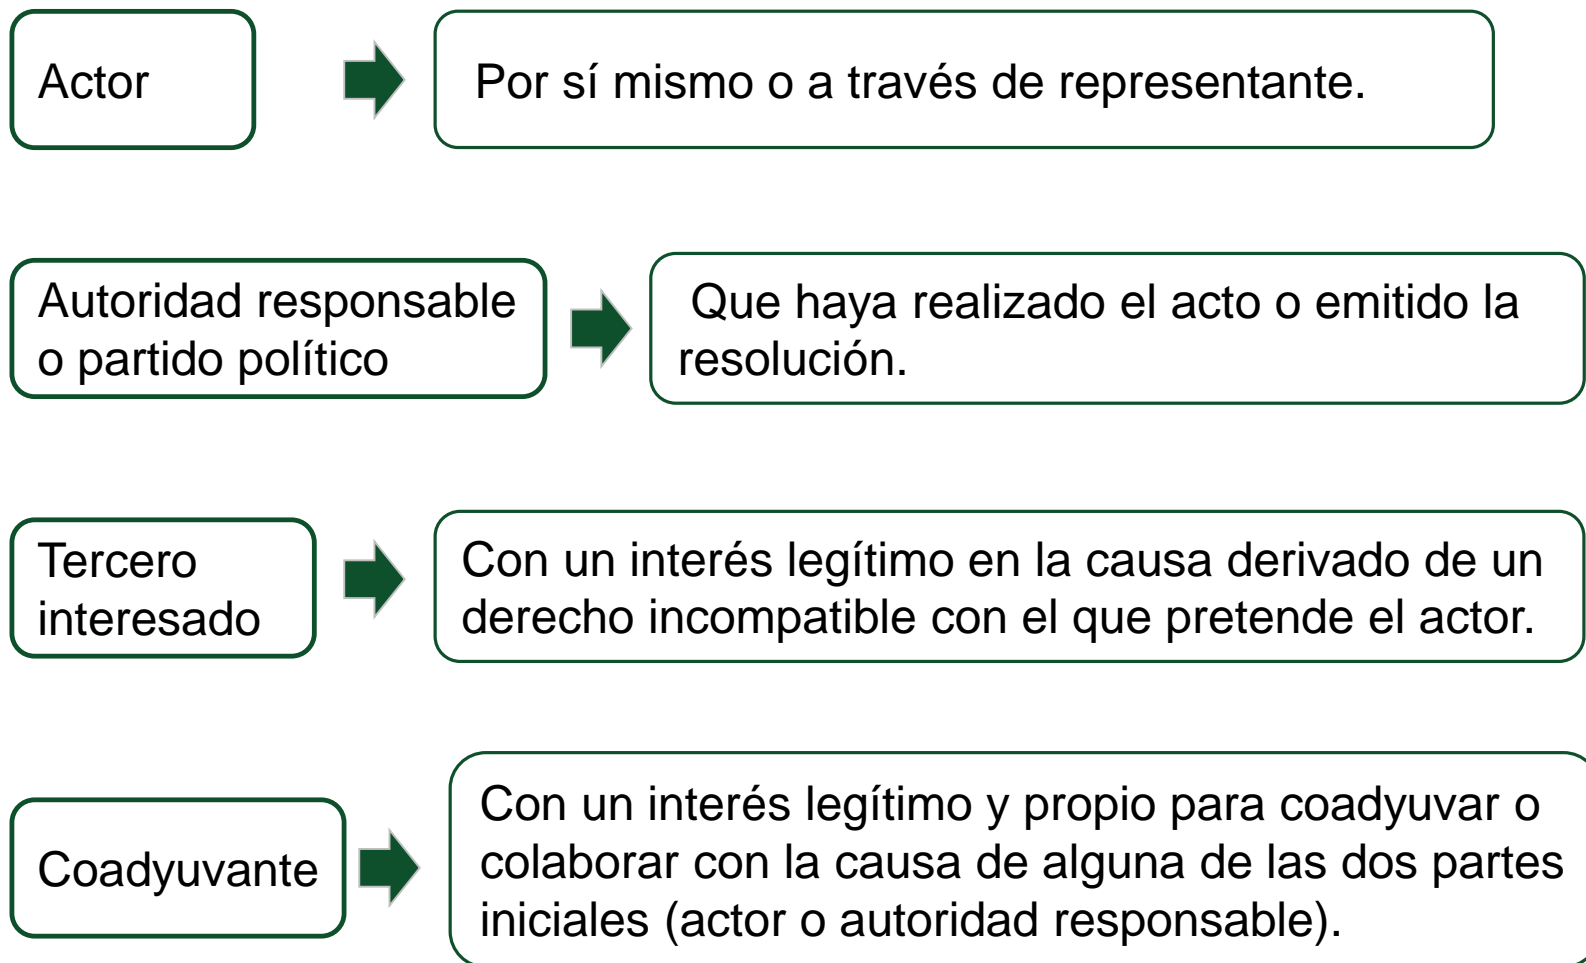 Actor
Por sí mismo o a través de representante.
Autoridad responsable
o partido político
Que haya realizado el acto o emitido la
resolución.
Tercero
interesado
Con un interés legítimo en la causa derivado de un
derecho incompatible con el que pretende el actor.
Coadyuvante
Con un interés legítimo y propio para coadyuvar o
colaborar con la causa de alguna de las dos partes
iniciales (actor o autoridad responsable).